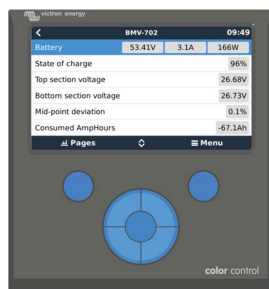 victron energy
BMV-702 09:49
Battery 53.41V 3.1A 166W
State of charge 96%
Top section voltage 26.68V
Bottom section voltage 26.73V
Mid-point deviation 0.1%
Consumed AmpHours -67.1Ah
Pages Menu
color control